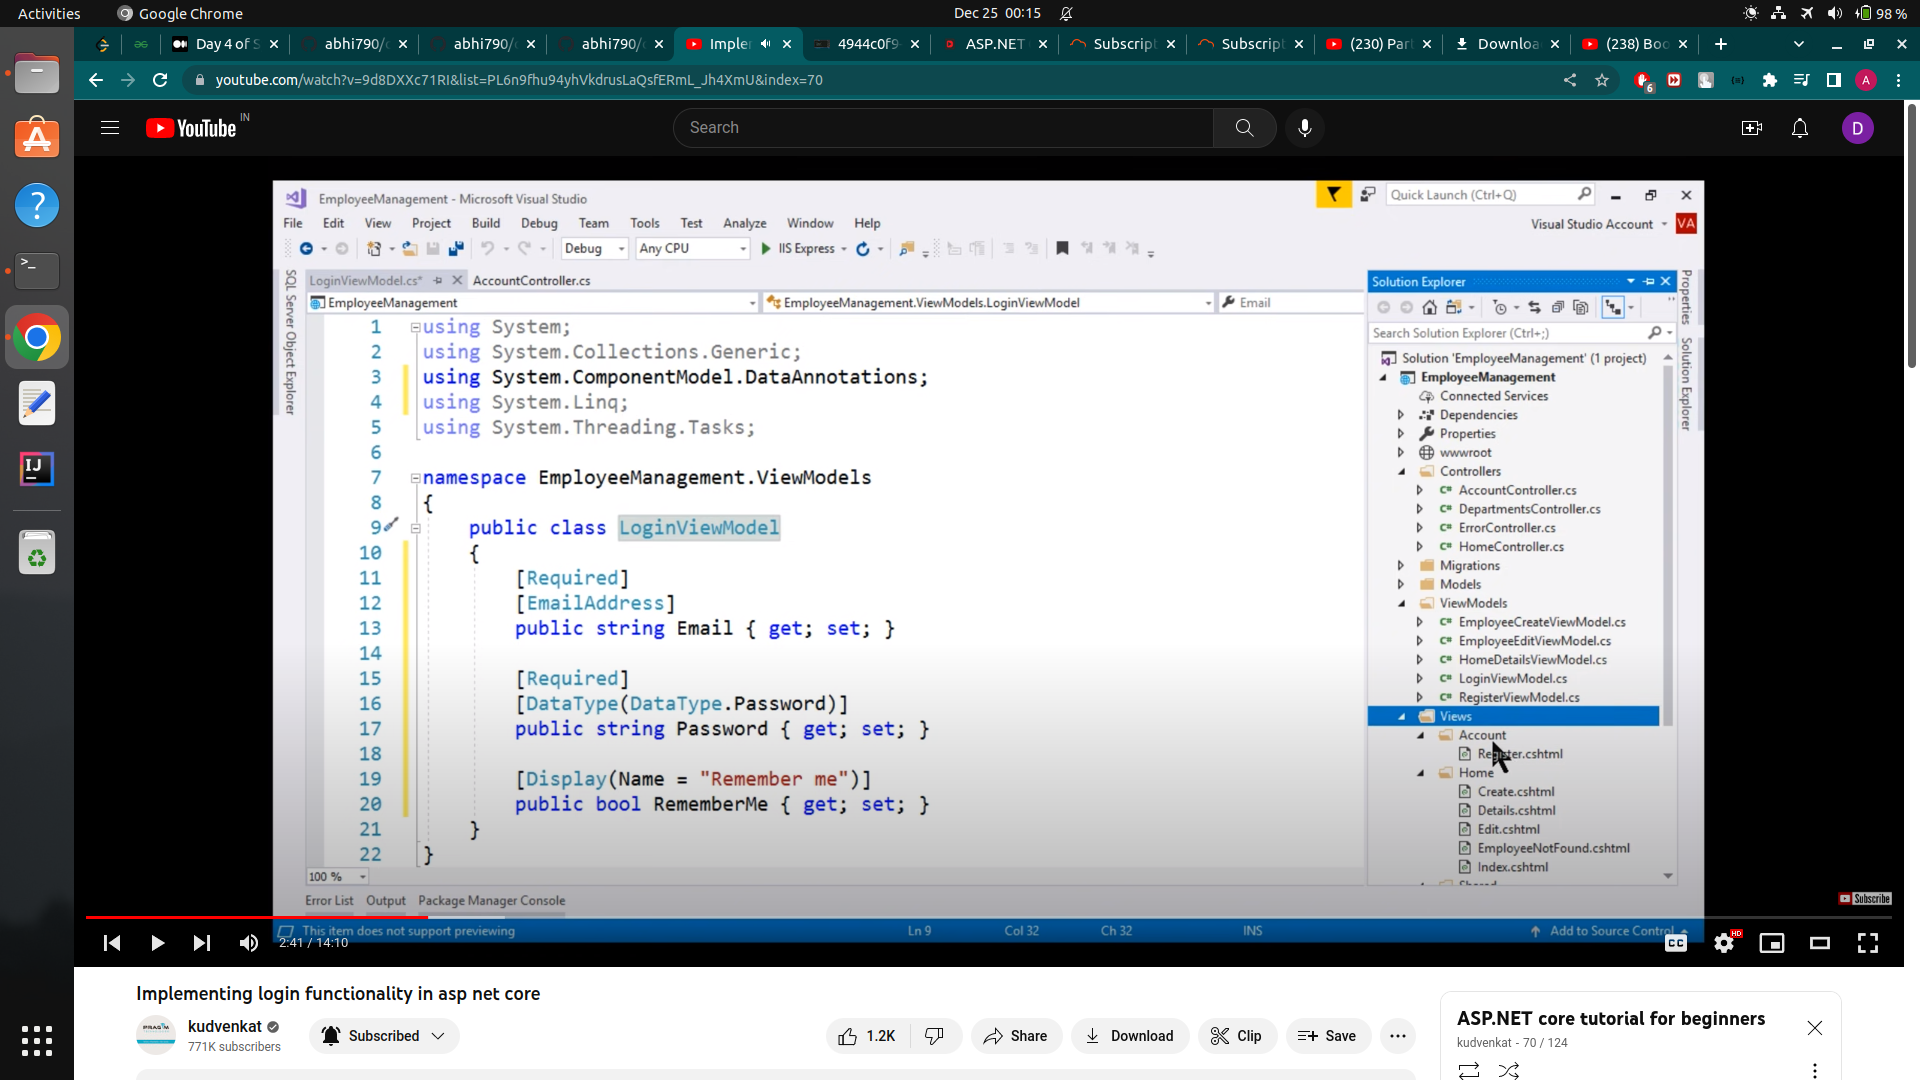 Activities Google Chrome Dec 25 00:15 98 %
Day 4 of S abhi790/ abhi790/ abhi790/ Impler 4944c0f9 ASP.NET Subscript Subscript (230) Par Downloa (238) Boo
youtube.com/watch?v=9d8DXXc71RI&list=PL6n9fhu94yhVkdrusLaQsfERmL_Jh4XmU&index=70 6 A
YouTube IN Search D
EmployeeManagement - Microsoft Visual Studio Quick Launch (Ctrl+Q)
File Edit View Project Build Debug Team Tools Test Analyze Window Help Visual Studio Account VA
Debug Any CPU IIS Express
SQL Server Object Explorer
LoginViewModel.cs* AccountController.cs
EmployeeManagement EmployeeManagement.ViewModels.LoginViewModel Email
1 using System;
2 using System.Collections.Generic;
3 using System.ComponentModel.DataAnnotations;
4 using System.Linq;
5 using System.Threading.Tasks;
6
7 namespace EmployeeManagement.ViewModels
8 {
9 public class LoginViewModel
10 {
11 [Required]
12 [EmailAddress]
13 public string Email { get; set; }
14
15 [Required]
16 [DataType(DataType.Password)]
17 public string Password { get; set; }
18
19 [Display(Name = "Remember me")]
20 public bool RememberMe { get; set; }
21 }
22 }
100 %
Error List Output Package Manager Console
Solution Explorer
Search Solution Explorer (Ctrl+;)
Solution 'EmployeeManagement' (1 project)
EmployeeManagement
Connected Services
Dependencies
Properties
wwwroot
Controllers
AccountController.cs
DepartmentsController.cs
ErrorController.cs
HomeController.cs
Migrations
Models
ViewModels
EmployeeCreateViewModel.cs
EmployeeEditViewModel.cs
HomeDetailsViewModel.cs
LoginViewModel.cs
RegisterViewModel.cs
Views
Account
Register.cshtml
Home
Create.cshtml
Details.cshtml
Edit.cshtml
EmployeeNotFound.cshtml
Index.cshtml
Shared
Properties
Solution Explorer
Subscribe
This item does not support previewing Ln 9 Col 32 Ch 32 INS Add to Source Control
2:41 / 14:10 CC HD
Implementing login functionality in asp net core
PRAGIM kudvenkat
771K subscribers
Subscribed 1.2K Share Download Clip Save
ASP.NET core tutorial for beginners
kudvenkat - 70 / 124